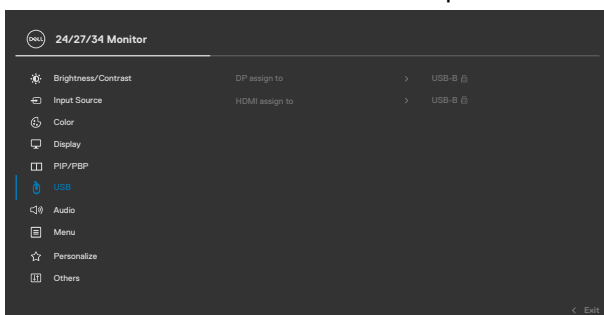 DELL 24/27/34 Monitor
Brightness/Contrast DP assign to > USB-B
Input Source HDMI assign to > USB-B
Color
Display
PIP/PBP
USB
Audio
Menu
Personalize
Others
< Exit